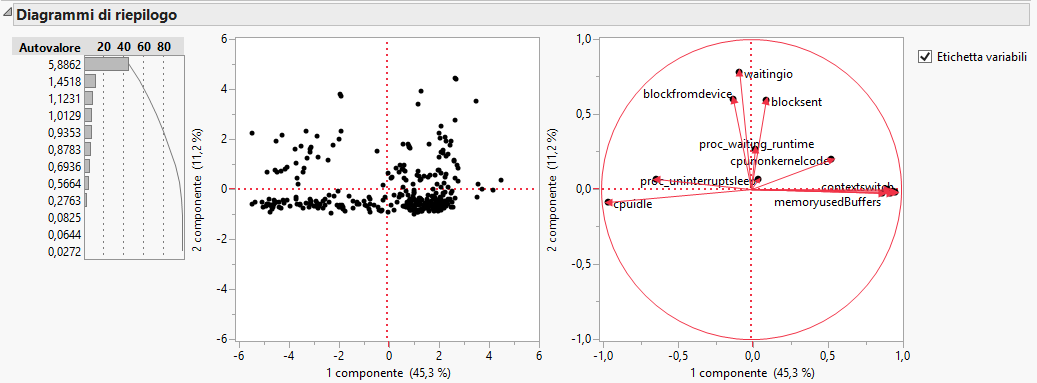 Diagrammi di riepilogo
Autovalore
20 40 60 80
5,8862
1,4518
1,1231
1,0129
0,9353
0,8783
0,6936
0,5664
0,2763
0,0825
0,0644
0,0272
2 componente (11,2 %)
6
4
2
0
-2
-4
-6
-6 -4 -2 0 2 4 6
1 componente (45,3 %)
2 componente (11,2 %)
1,0
0,5
0,0
-0,5
-1,0
waitingio
blockfromdevice
blocksent
proc_waiting_runtime
cpurionkernelcode
proc_uninterruptslee
contextswitch
memoryusedBuffers
cpuidle
-1,0 -0,5 0,0 0,5 1,0
1 componente (45,3 %)
Etichetta variabili